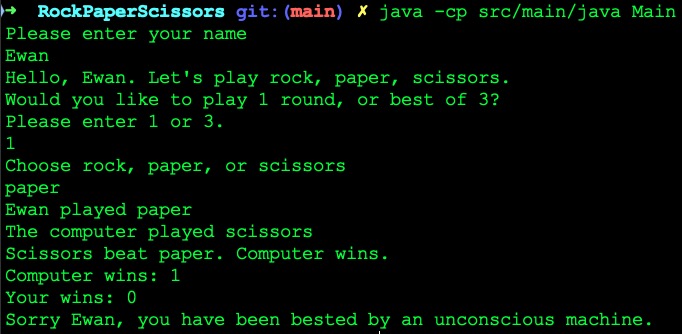 ➜ RockPaperScissors git:(main) ✗ java -cp src/main/java Main
Please enter your name
Ewan
Hello, Ewan. Let's play rock, paper, scissors.
Would you like to play 1 round, or best of 3?
Please enter 1 or 3.
1
Choose rock, paper, or scissors
paper
Ewan played paper
The computer played scissors
Scissors beat paper. Computer wins.
Computer wins: 1
Your wins: 0
Sorry Ewan, you have been bested by an unconscious machine.